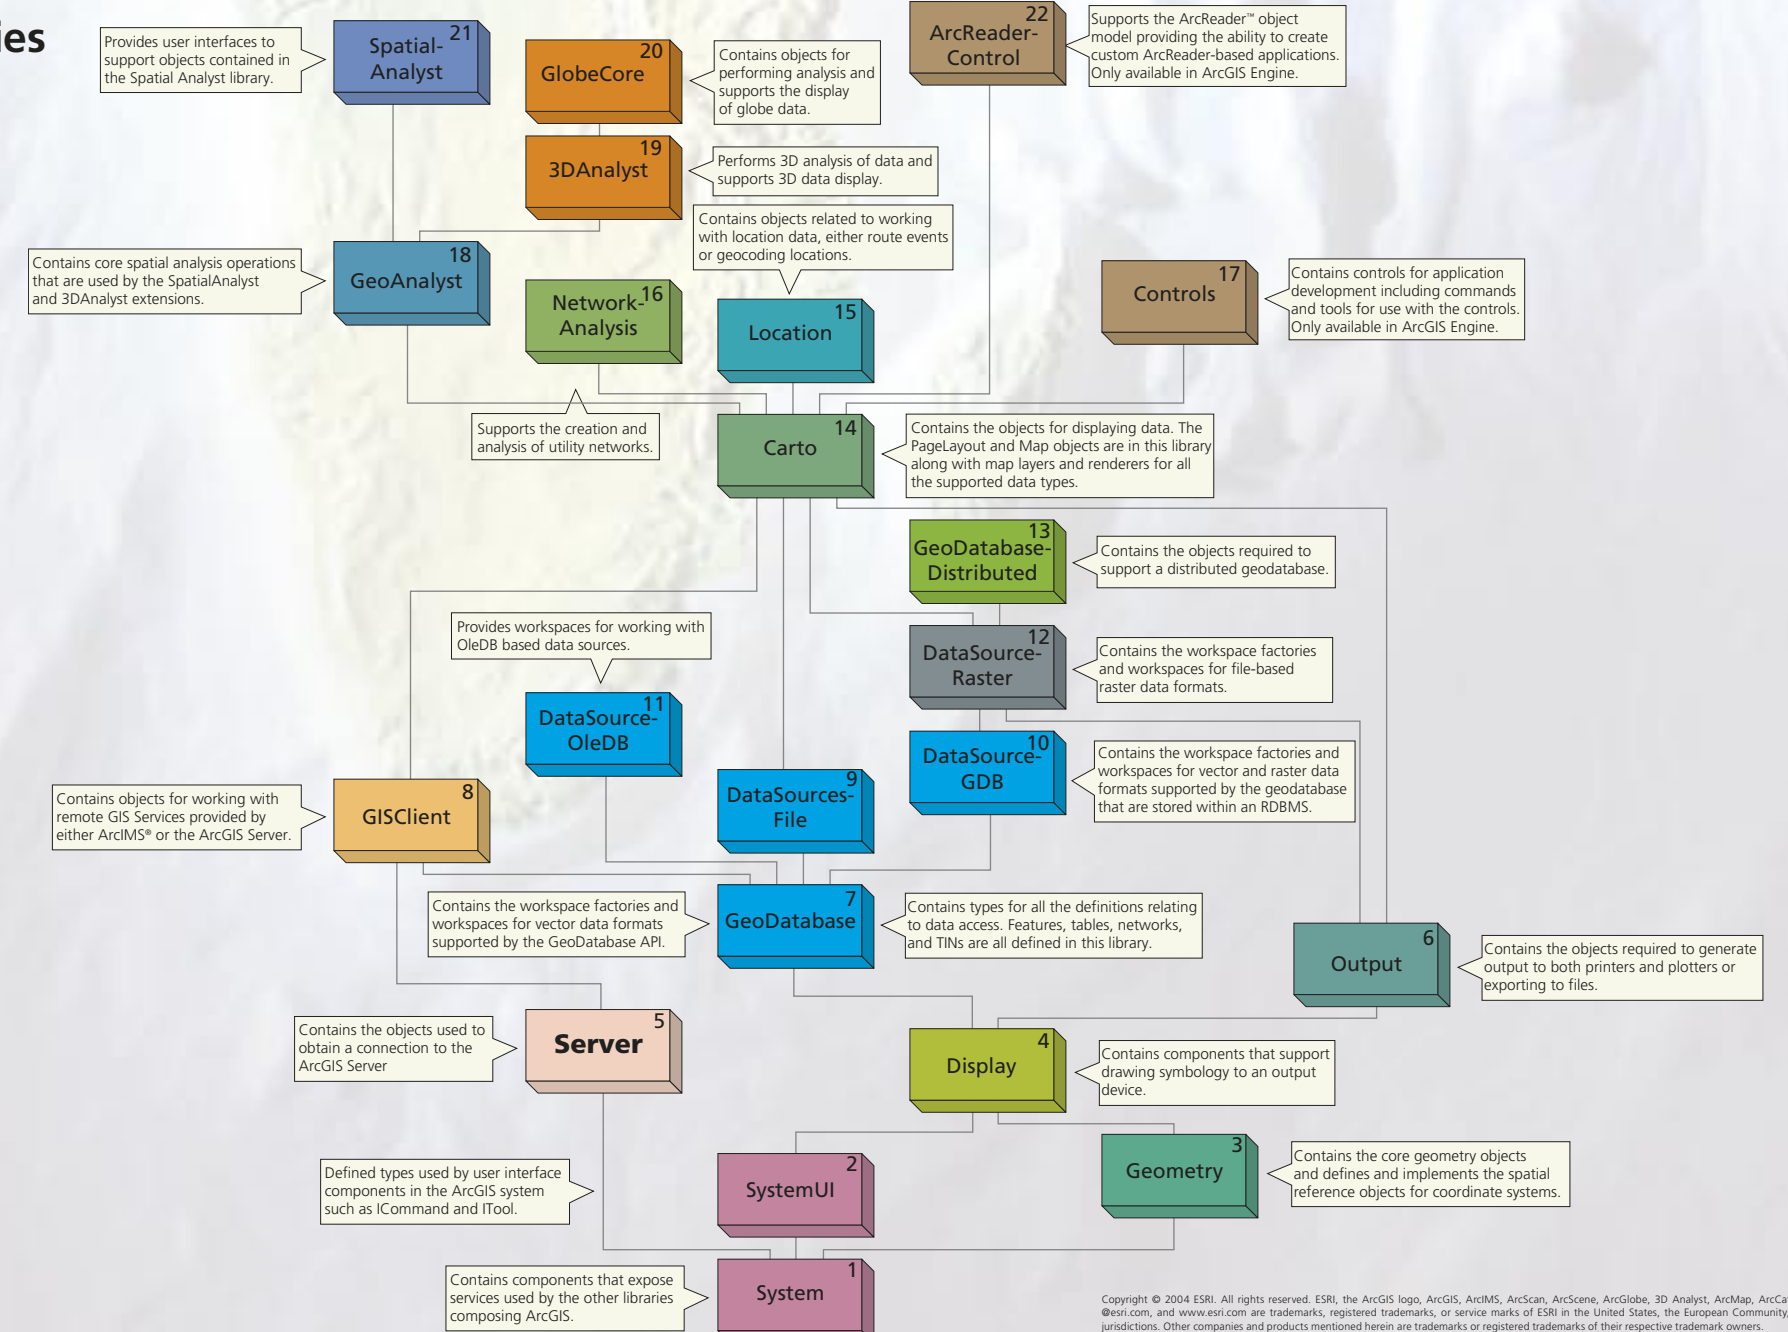 ies
Provides user interfaces to
support objects contained in
the Spatial Analyst library.
21
Spatial-
Analyst
20
GlobeCore
Contains objects for
performing analysis and
supports the display
of globe data.
22
ArcReader-
Control
Supports the ArcReader™ object
model providing the ability to create
custom ArcReader-based applications.
Only available in ArcGIS Engine.
19
3DAnalyst
Performs 3D analysis of data and
supports 3D data display.
Contains objects related to working
with location data, either route events
or geocoding locations.
Contains core spatial analysis operations
that are used by the SpatialAnalyst
and 3DAnalyst extensions.
18
GeoAnalyst
16
Network-
Analysis
15
Location
17
Controls
Contains controls for application
development including commands
and tools for use with the controls.
Only available in ArcGIS Engine.
Supports the creation and
analysis of utility networks.
14
Carto
Contains the objects for displaying data. The
PageLayout and Map objects are in this library
along with map layers and renderers for all
the supported data types.
13
GeoDatabase-
Distributed
Contains the objects required to
support a distributed geodatabase.
Provides workspaces for working with
OleDB based data sources.
12
DataSource-
Raster
Contains the workspace factories
and workspaces for file-based
raster data formats.
11
DataSource-
OleDB
10
DataSource-
GDB
Contains the workspace factories and
workspaces for vector and raster data
formats supported by the geodatabase
that are stored within an RDBMS.
Contains objects for working with
remote GIS Services provided by
either ArcIMS® or the ArcGIS Server.
8
GISClient
9
DataSources-
File
Contains the workspace factories and
workspaces for vector data formats
supported by the GeoDatabase API.
7
GeoDatabase
Contains types for all the definitions relating
to data access. Features, tables, networks,
and TINs are all defined in this library.
6
Output
Contains the objects required to generate
output to both printers and plotters or
exporting to files.
Contains the objects used to
obtain a connection to the
ArcGIS Server
5
Server
4
Display
Contains components that support
drawing symbology to an output
device.
Defined types used by user interface
components in the ArcGIS system
such as ICommand and ITool.
2
SystemUI
3
Geometry
Contains the core geometry objects
and defines and implements the spatial
reference objects for coordinate systems.
Contains components that expose
services used by the other libraries
composing ArcGIS.
1
System
Copyright © 2004 ESRI. All rights reserved. ESRI, the ArcGIS logo, ArcGIS, ArcIMS, ArcScan, ArcScene, ArcGlobe, 3D Analyst, ArcMap, ArcCa
@esri.com, and www.esri.com are trademarks, registered trademarks, or service marks of ESRI in the United States, the European Community,
jurisdictions. Other companies and products mentioned herein are trademarks or registered trademarks of their respective trademark owners.